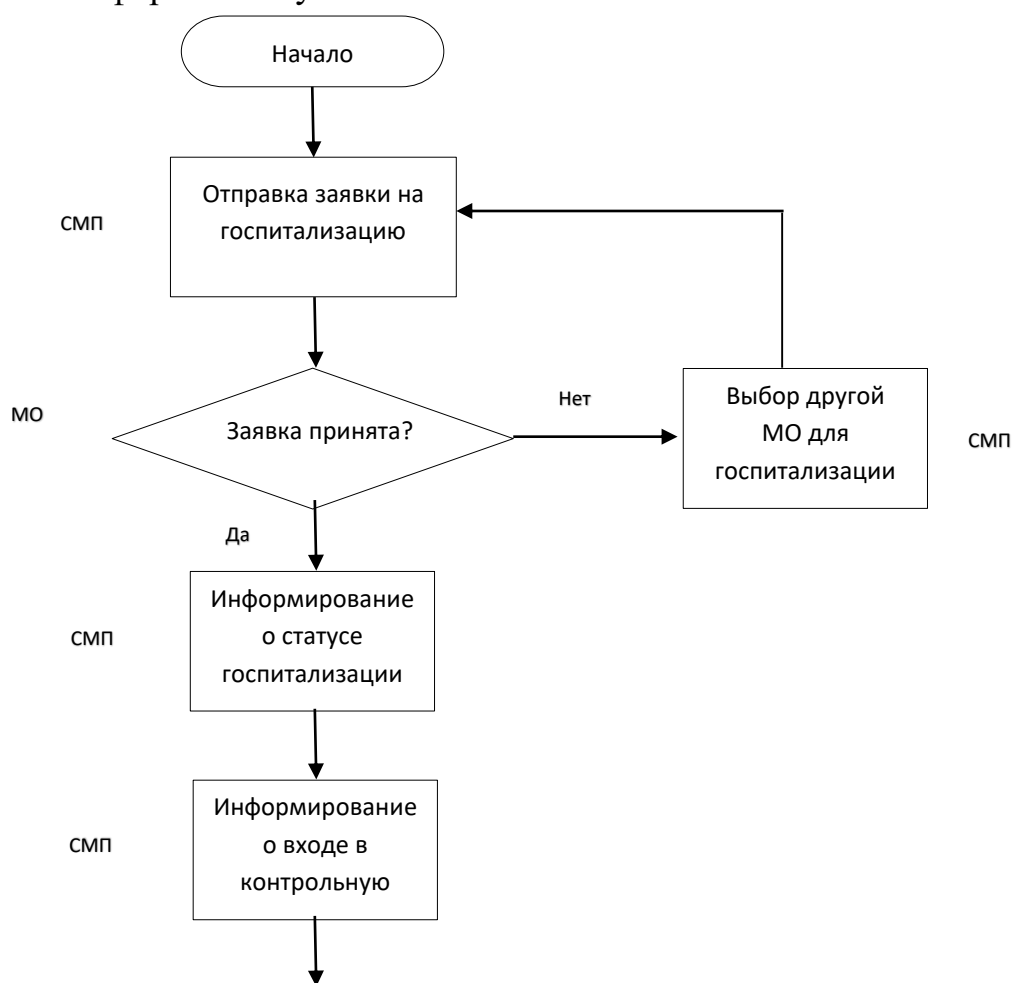 Начало
Отправка заявки на
госпитализацию
СМП
МО
Заявка принята?
Нет
Выбор другой
МО для
госпитализации
СМП
Да
Информирование
о статусе
госпитализации
СМП
Информирование
о входе в
контрольную
СМП